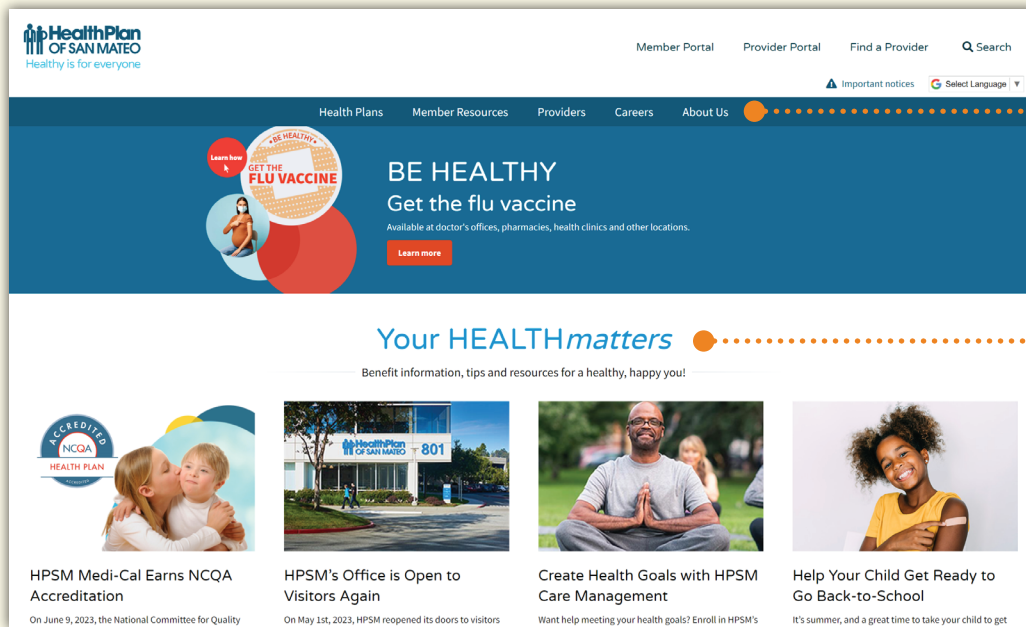 HealthPlan
OF SAN MATEO
Healthy is for everyone
Member Portal
Provider Portal
Find a Provider
Search
Important notices
G Select Language ▼
Health Plans
Member Resources
Providers
Careers
About Us
•BE HEALTHY•
Learn how
GET THE
FLU VACCINE
BE HEALTHY
Get the flu vaccine
Available at doctor's offices, pharmacies, health clinics and other locations.
Learn more
Your HEALTHmatters
Benefit information, tips and resources for a healthy, happy you!
ACCREDITED
NCQA
HEALTH PLAN
HealthPlan
OF SAN MATEO
801
HPSM Medi-Cal Earns NCQA
Accreditation
On June 9, 2023, the National Committee for Quality
HPSM's Office is Open to
Visitors Again
On May 1st, 2023, HPSM reopened its doors to visitors
Create Health Goals with HPSM
Care Management
Want help meeting your health goals? Enroll in HPSM's
Help Your Child Get Ready to
Go Back-to-School
It's summer, and a great time to take your child to get